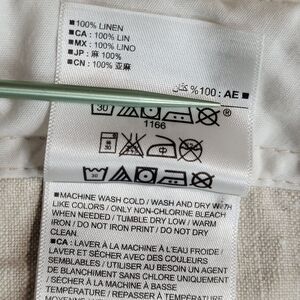 ■100% LINEN
■CA : 100% LIN
■MX : 100% LINO
■JP : 麻 100%
■CN : 100% 亚麻
■ AE : 100% كتان
30
®
1166
30
中
■MACHINE WASH COLD / WASH AND DRY WITH
LIKE COLORS / ONLY NON-CHLORINE BLEACH
WHEN NEEDED / TUMBLE DRY LOW / WARM
IRON / DO NOT IRON PRINT / DO NOT DRY
CLEAN
■CA : LAVER À LA MACHINE À L'EAU FROIDE /
LAVER ET SÉCHER AVEC DES COULEURS
SEMBLABLES / UTILISER AU BESOIN UN AGENT
DE BLANCHIMENT SANS CHLORE UNIQUEMENT
/ SÉCHER À LA MACHINE À BASSE
TEMPÉRATURE / REPASSER À TEMPÉRATURE